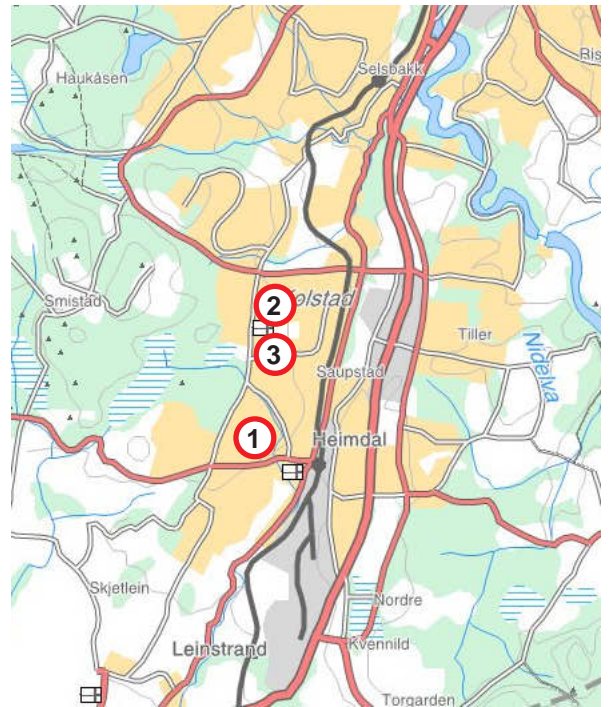 Selsbakk
Ris
Haukåsen
2
Kolstad
Smistad
3
Tiller
Nidelva
Saupstad
1
Heimdal
Skjetlein
Nordre
Leinstrand
Kvennild
Torgarden